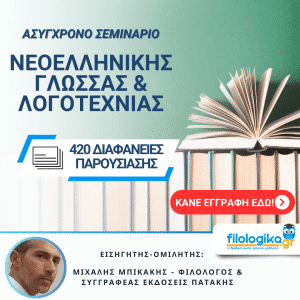 ΑΣΥΓΧΡΟΝΟ ΣΕΜΙΝΑΡΙΟ
ΝΕΟΕΛΛΗΝΙΚΗΣ
ΓΛΩΣΣΑΣ &
ΛΟΓΟΤΕΧΝΙΑΣ
420 ΔΙΑΦΑΝΕΙΕΣ
ΠΑΡΟΥΣΙΑΣΗΣ
ΚΑΝΕ ΕΓΓΡΑΦΗ ΕΔΩ!
filologika.gr
ΕΙΣΗΓΗΤΗΣ-ΟΜΙΛΗΤΗΣ:
ΜΙΧΑΛΗΣ ΜΠΙΚΑΚΗΣ - ΦΙΛΟΛΟΓΟΣ &
ΣΥΓΓΡΑΦΕΑΣ ΕΚΔΟΣΕΙΣ ΠΑΤΑΚΗΣ